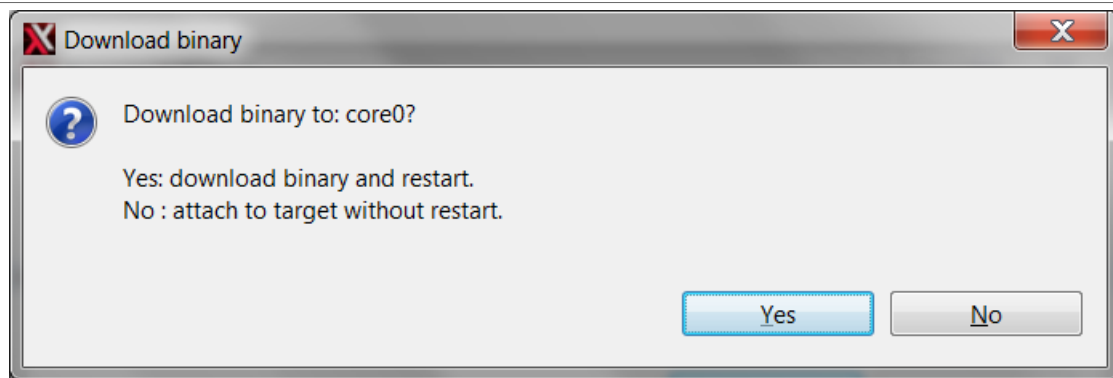 Download binary
Download binary to: core0?
Yes: download binary and restart.
No : attach to target without restart.
Yes
No